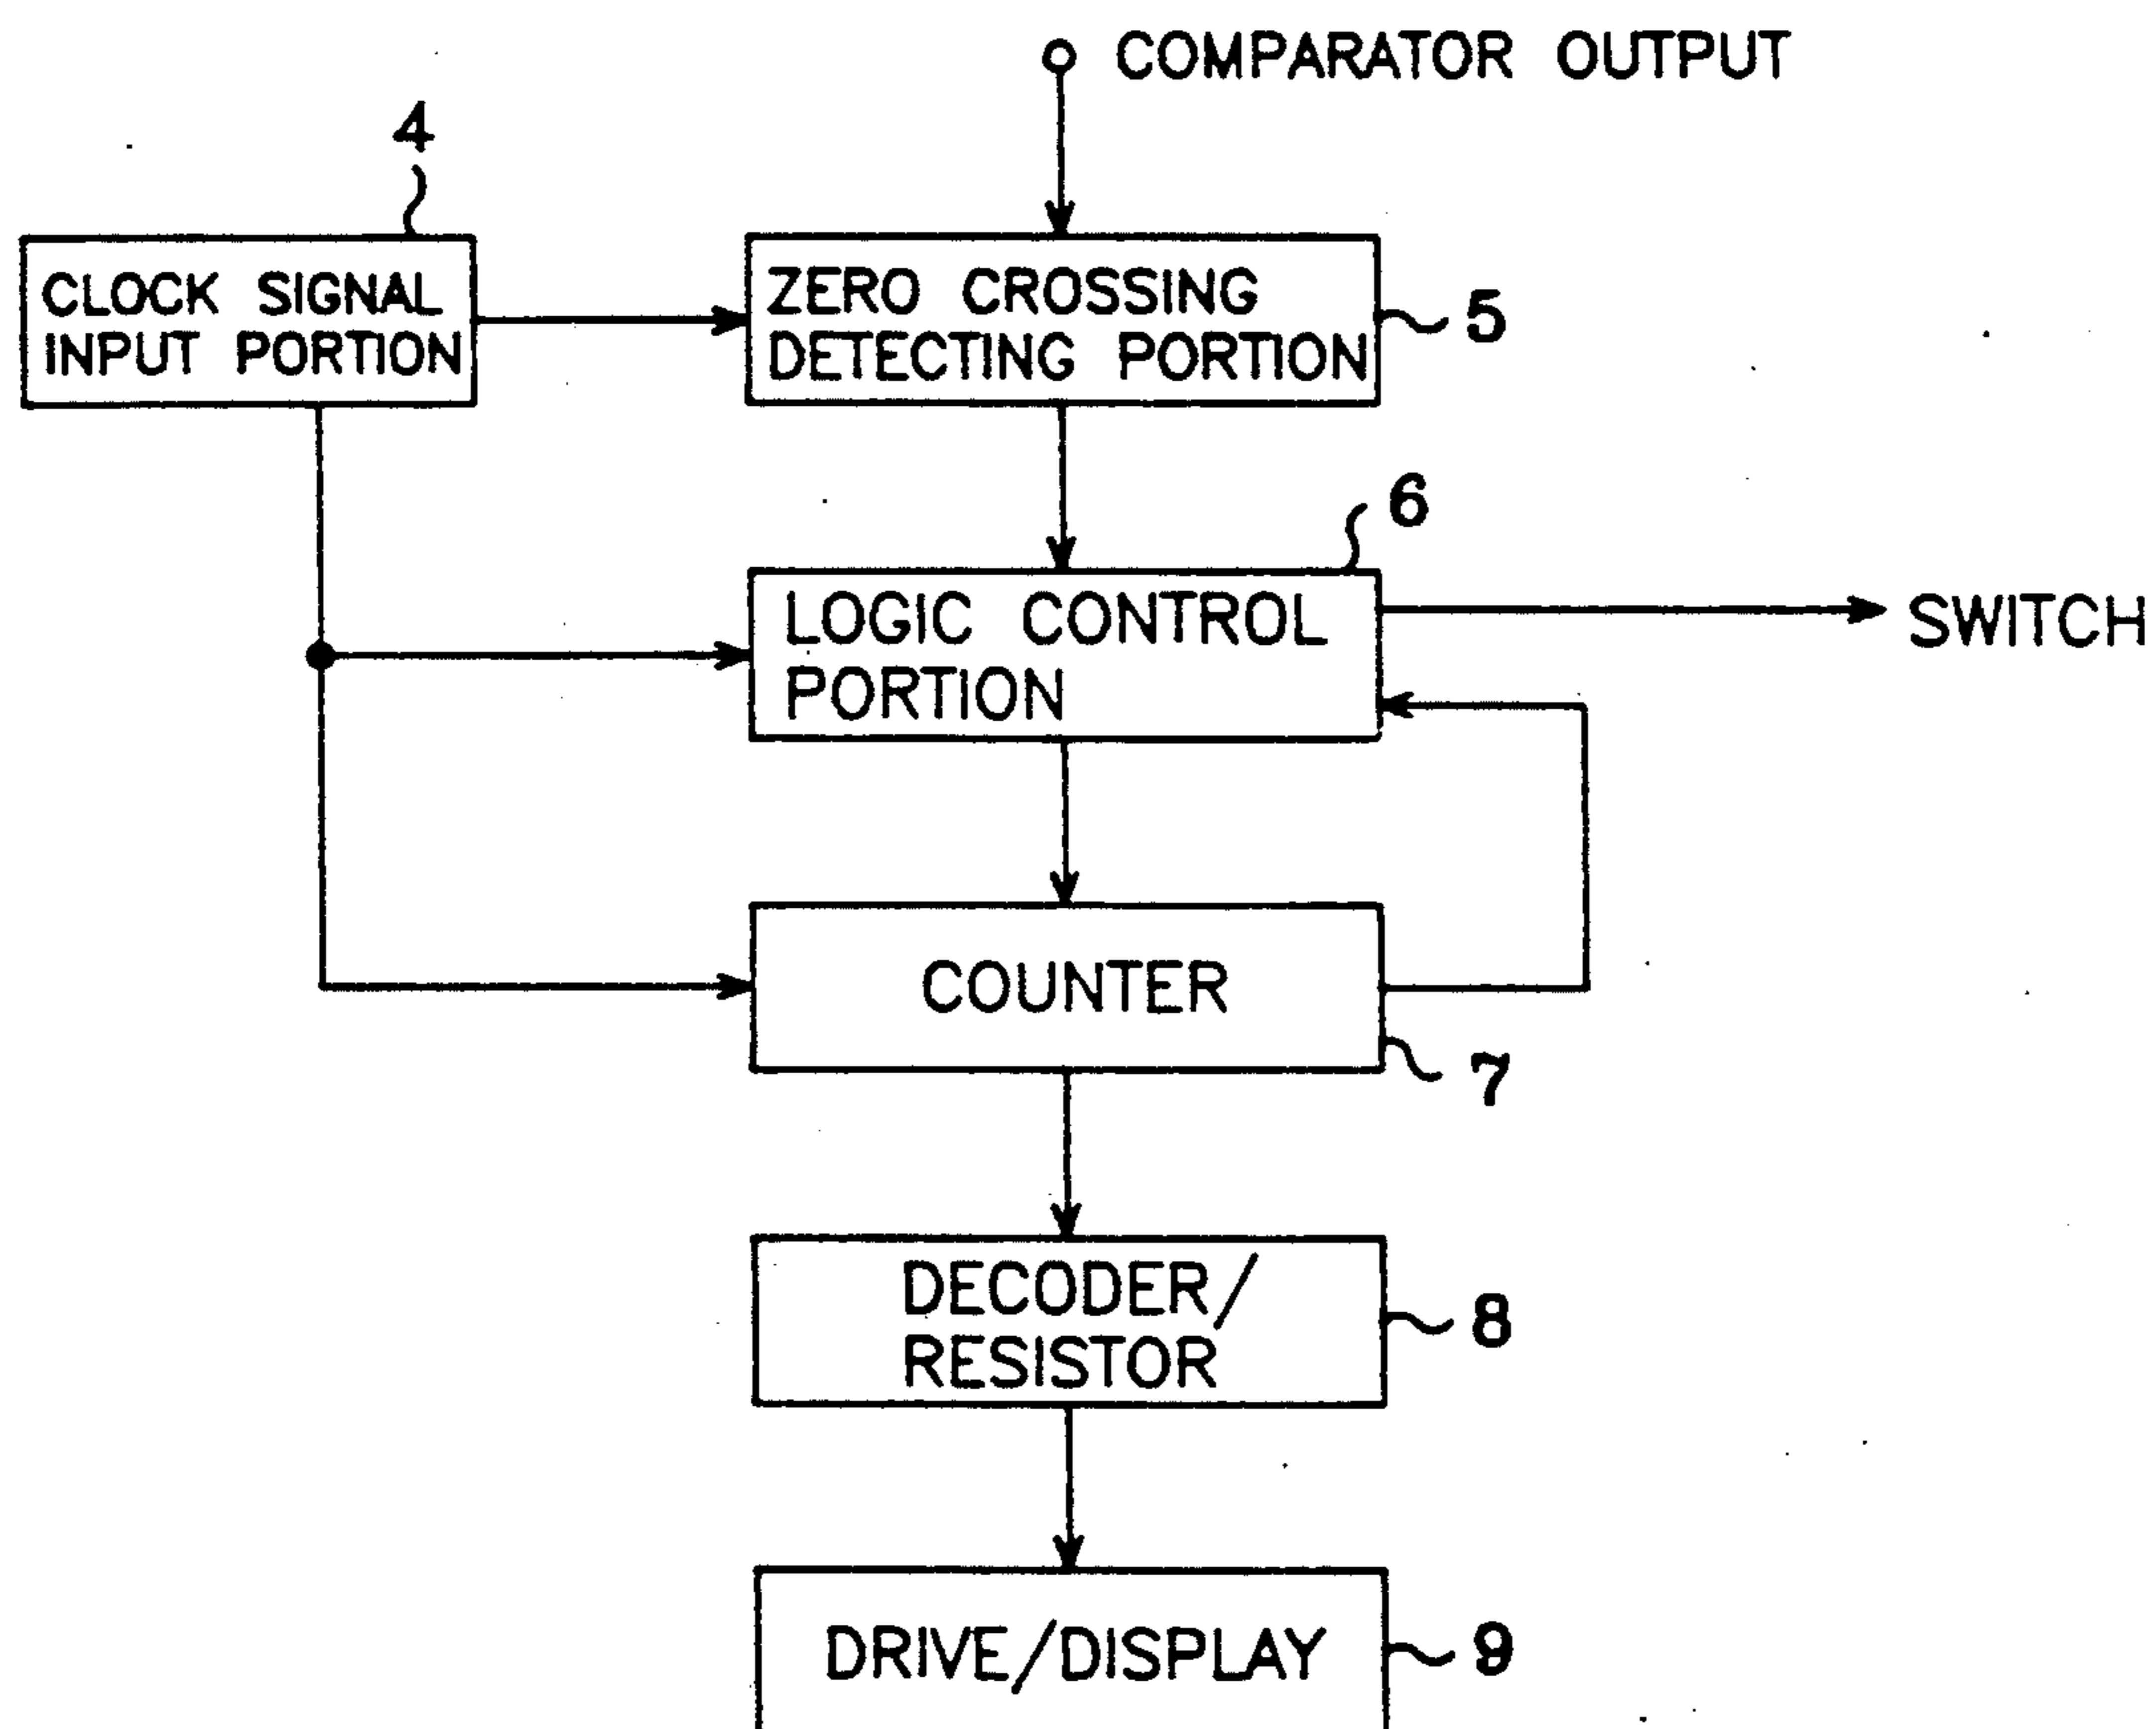 COMPARATOR OUTPUT
4
CLOCK SIGNAL
INPUT PORTION
ZERO CROSSING
DETECTING PORTION
5
6
LOGIC CONTROL
PORTION
SWITCH
COUNTER
7
DECODER/
RESISTOR
8
DRIVE/DISPLAY
9